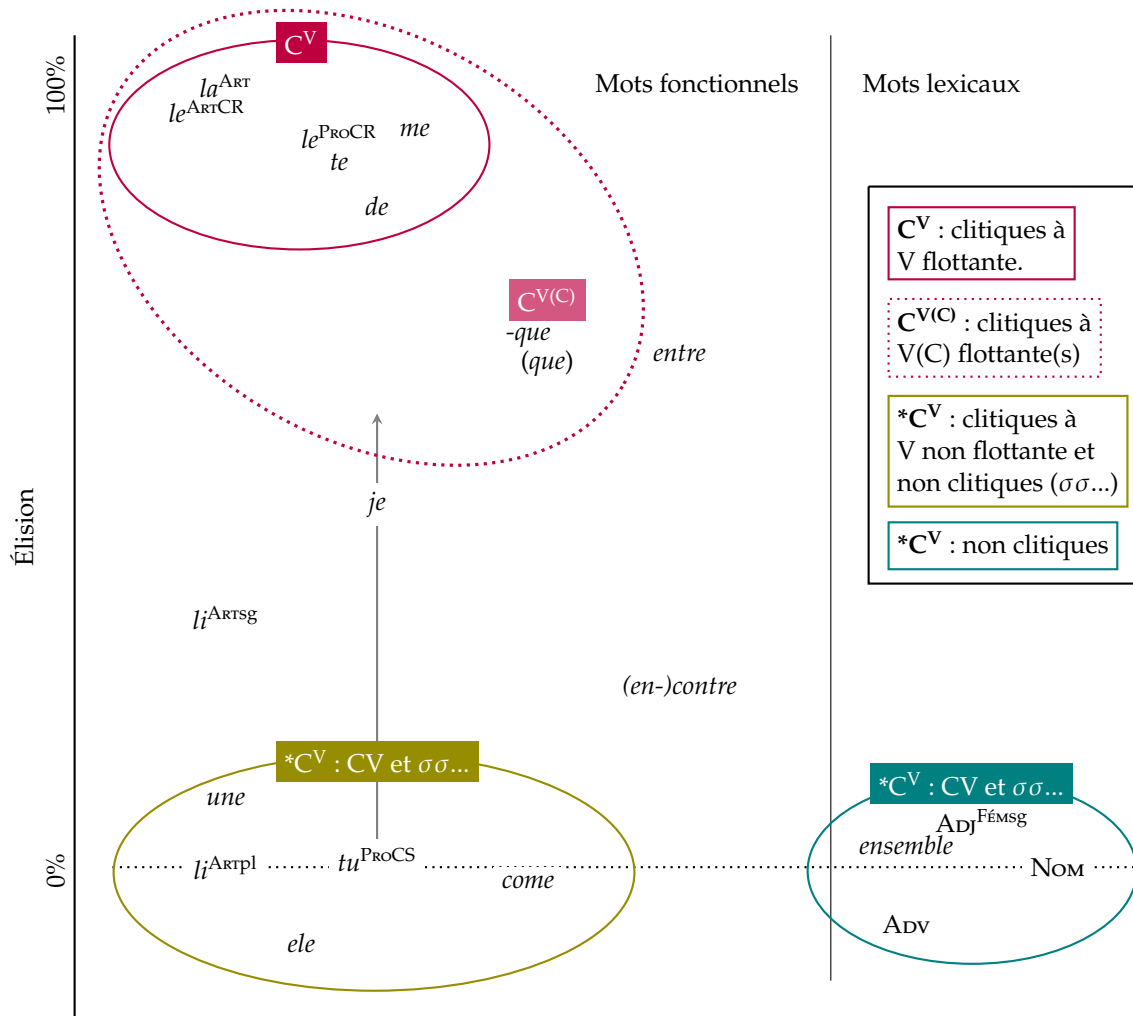 C^V
100%
Mots fonctionnels
Mots lexicaux
la^Art
le^ArtCR
le^ProCR
me
te
de
C^V : clitiques à
V flottante.
C^V(C)
-que
(que)
entre
C^V(C) : clitiques à
V(C) flottante(s)
*C^V : clitiques à
V non flottante et
non clitiques (σσ...)
*C^V : non clitiques
je
Élision
li^Artsg
(en-)contre
*C^V : CV et σσ...
*C^V : CV et σσ...
une
Adj^Fémsg
ensemble
0%
li^Artpl
tu^ProCS
come
Nom
Adv
ele